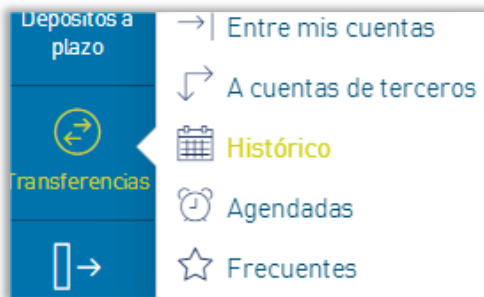 Depósitos a
plazo
Transferencias
Entre mis cuentas
A cuentas de terceros
Histórico
Agendadas
Frecuentes